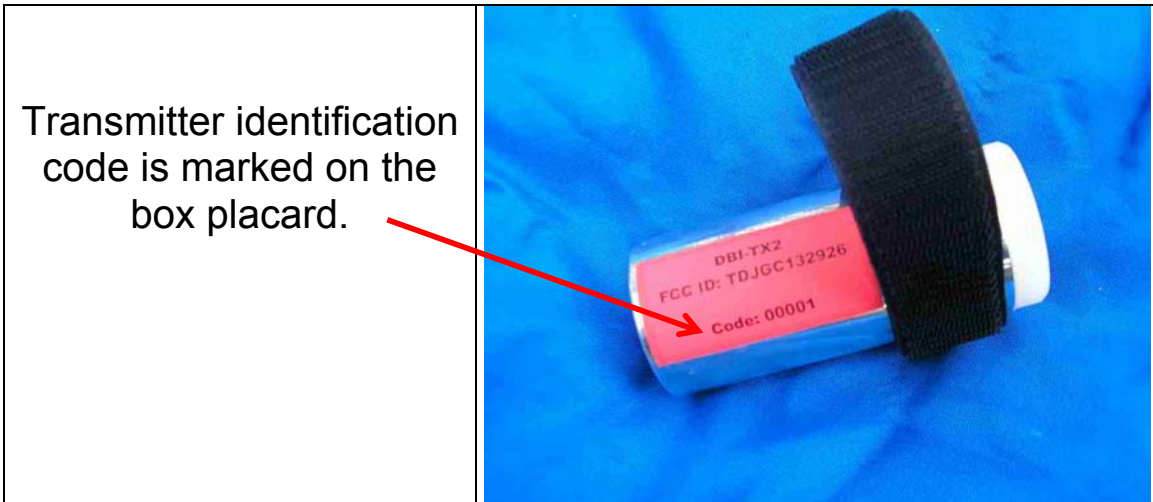 Transmitter identification
code is marked on the
box placard.
DBI-TX2
FCC ID: TDJGC132926
Code: 00001